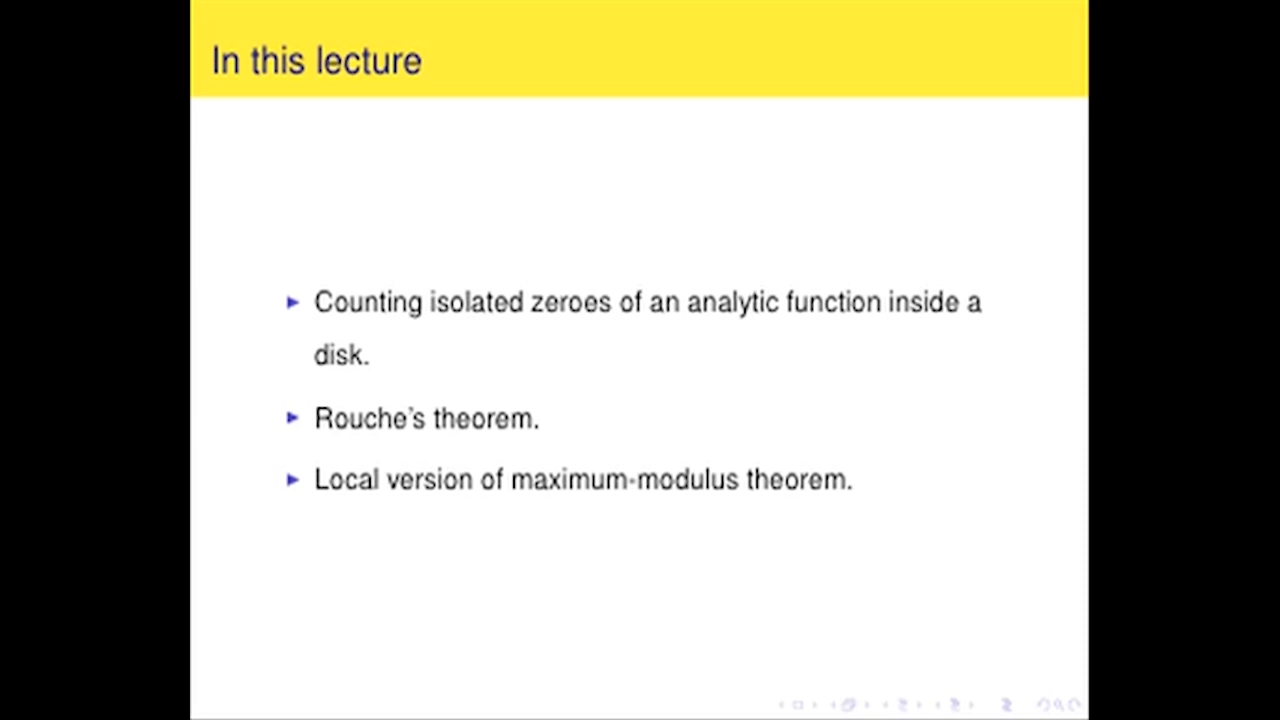 In this lecture
Counting isolated zeroes of an analytic function inside a
disk.
Rouche's theorem.
Local version of maximum-modulus theorem.